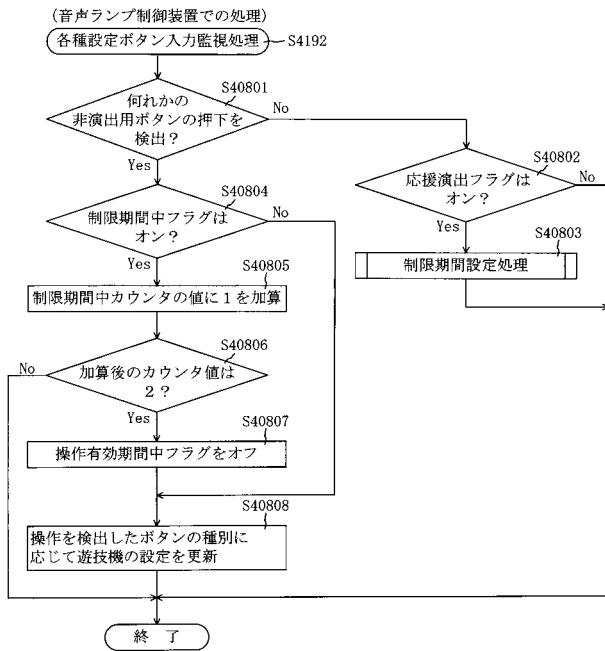 (音声ランプ制御装置での処理)
各種設定ボタン入力監視処理
S4192
S40801
何れかの
非演出用ボタンの押下を
検出?
No
Yes
S40802
応援演出フラグは
オン?
No
Yes
S40803
制限期間設定処理
S40804
制限期間中フラグは
オン?
No
Yes
S40805
制限期間中カウンタの値に1を加算
S40806
加算後のカウンタ値は
2?
No
Yes
S40807
操作有効期間中フラグをオフ
S40808
操作を検出したボタンの種別に
応じて遊技機の設定を更新
終 了